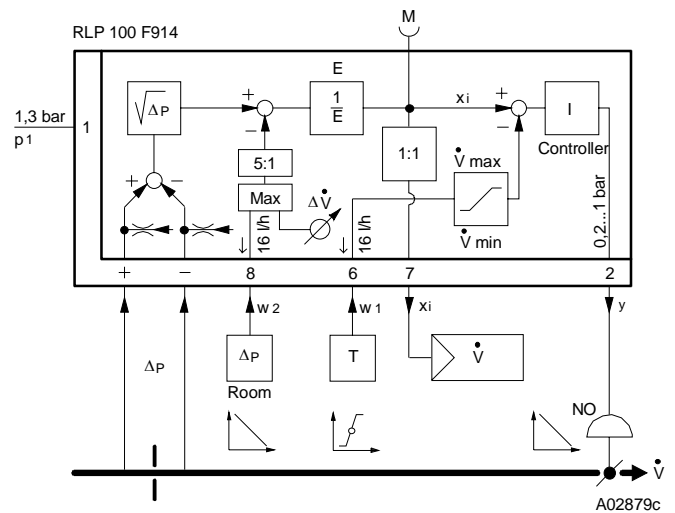 M
RLP 100 F914
E
√ΔP
+
−
1
E
xi
+
−
I
Controller
1,3 bar
p1
1
5:1
1:1
V̇ max
+
−
Max
ΔV̇
V̇ min
16 l/h
16 l/h
0,2...1 bar
+
−
8
6
7
2
w2
w1
xi
y
ΔP
ΔP
T
V̇
Room
NO
V̇
A02879c